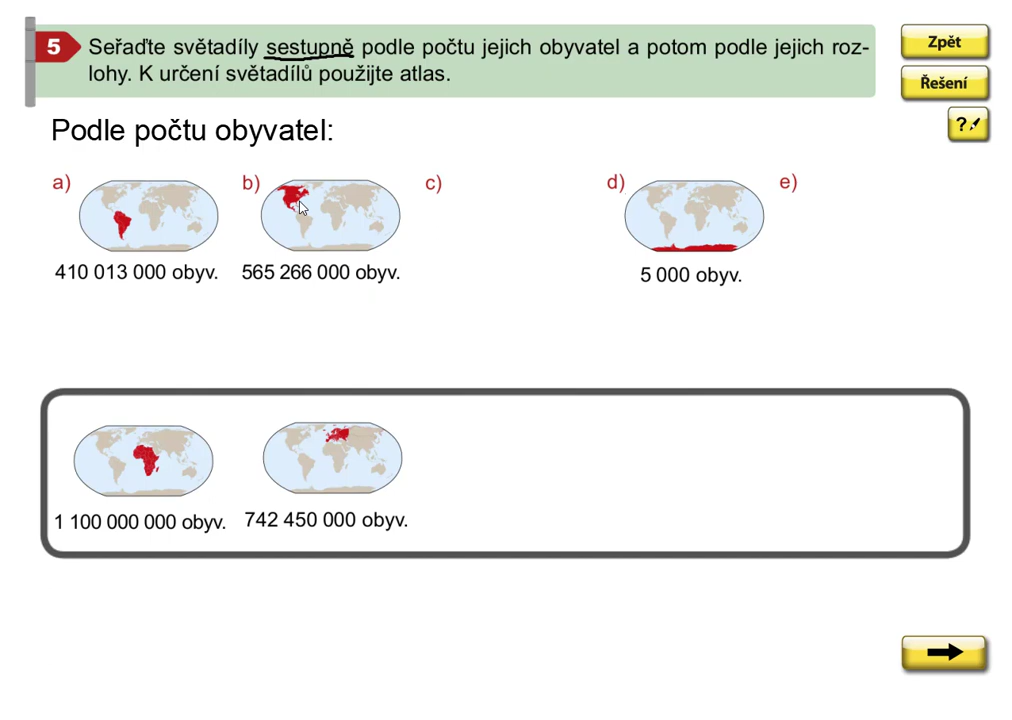 5 Seřaďte světadíly sestupně podle počtu jejich obyvatel a potom podle jejich roz-
lohy. K určení světadílů použijte atlas.
Zpět
Řešení
?
Podle počtu obyvatel:
a) b) c) d) e)
410 013 000 obyv. 565 266 000 obyv. 5 000 obyv.
1 100 000 000 obyv. 742 450 000 obyv.